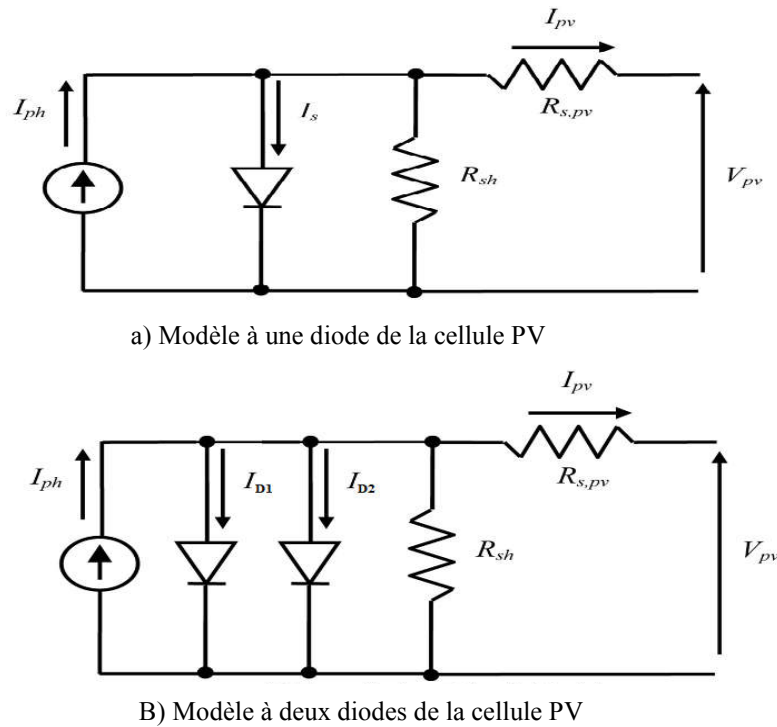 I_pv
I_ph
I_s
R_s,pv
R_sh
V_pv
a) Modèle à une diode de la cellule PV
I_pv
I_ph
I_D1
I_D2
R_s,pv
R_sh
V_pv
B) Modèle à deux diodes de la cellule PV